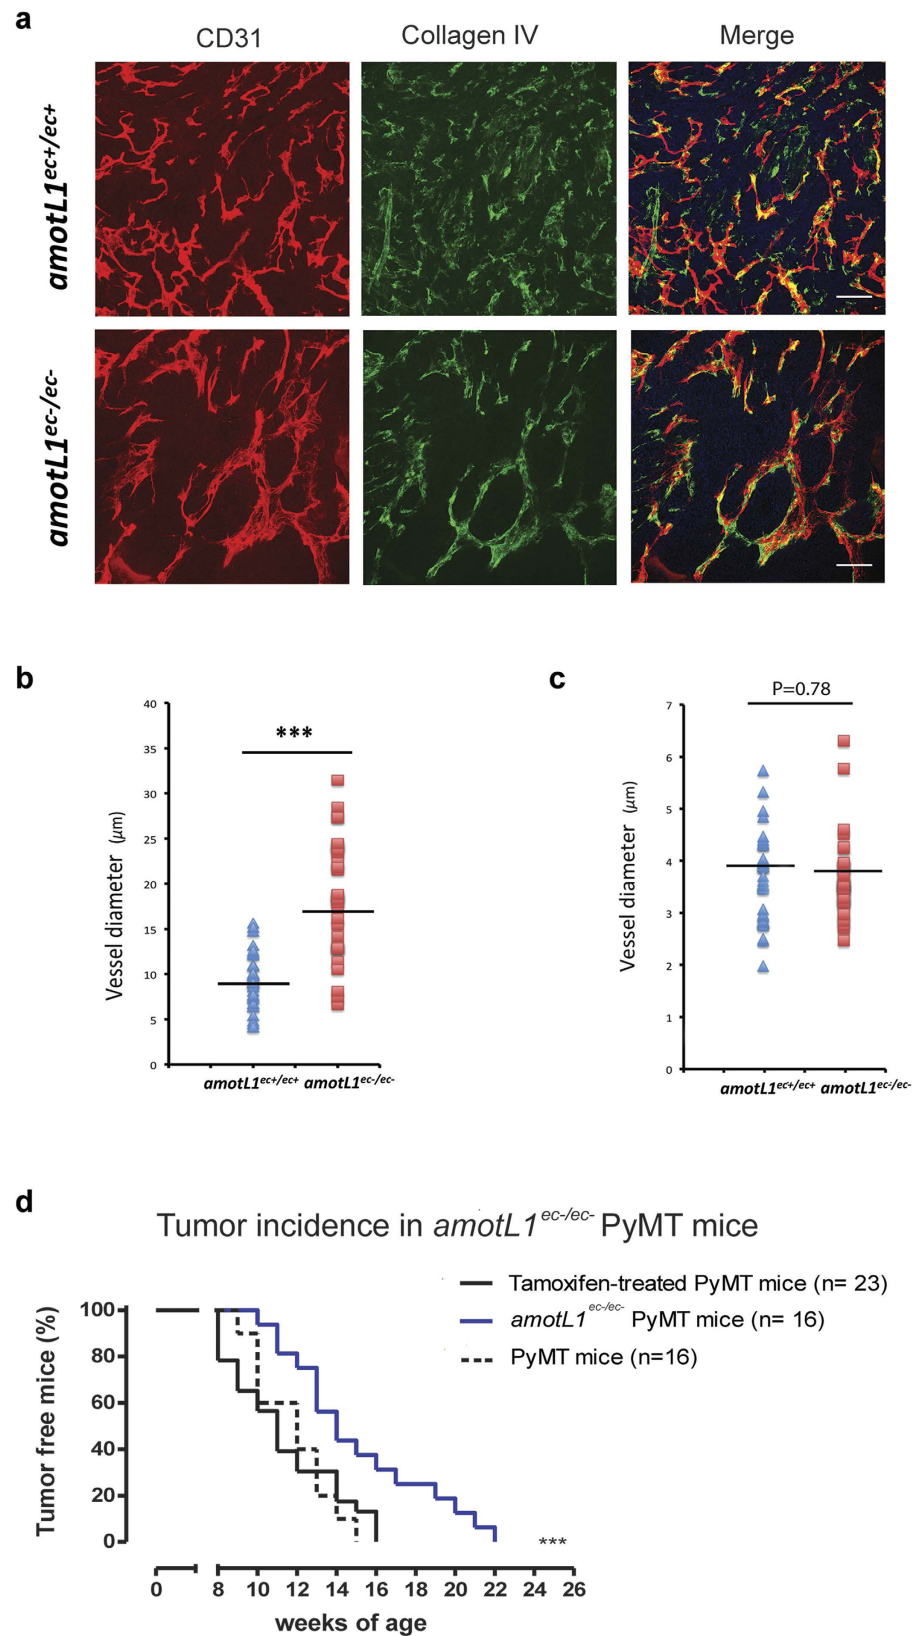 a
CD31
Collagen IV
Merge
amotL1ec+/ec+
amotL1ec-/ec-
b
c
40
35
30
25
20
15
10
5
0
Vessel diameter (μm)
***
amotL1ec+/ec+
amotL1ec-/ec-
P=0.78
7
6
5
4
3
2
1
0
Vessel diameter (μm)
amotL1ec+/ec+
amotL1ec-/ec-
d
Tumor incidence in amotL1ec-/ec- PyMT mice
Tamoxifen-treated PyMT mice (n= 23)
amotL1ec-/ec- PyMT mice (n= 16)
PyMT mice (n=16)
Tumor free mice (%)
100
80
60
40
20
0
***
0 8 10 12 14 16 18 20 22 24 26
weeks of age